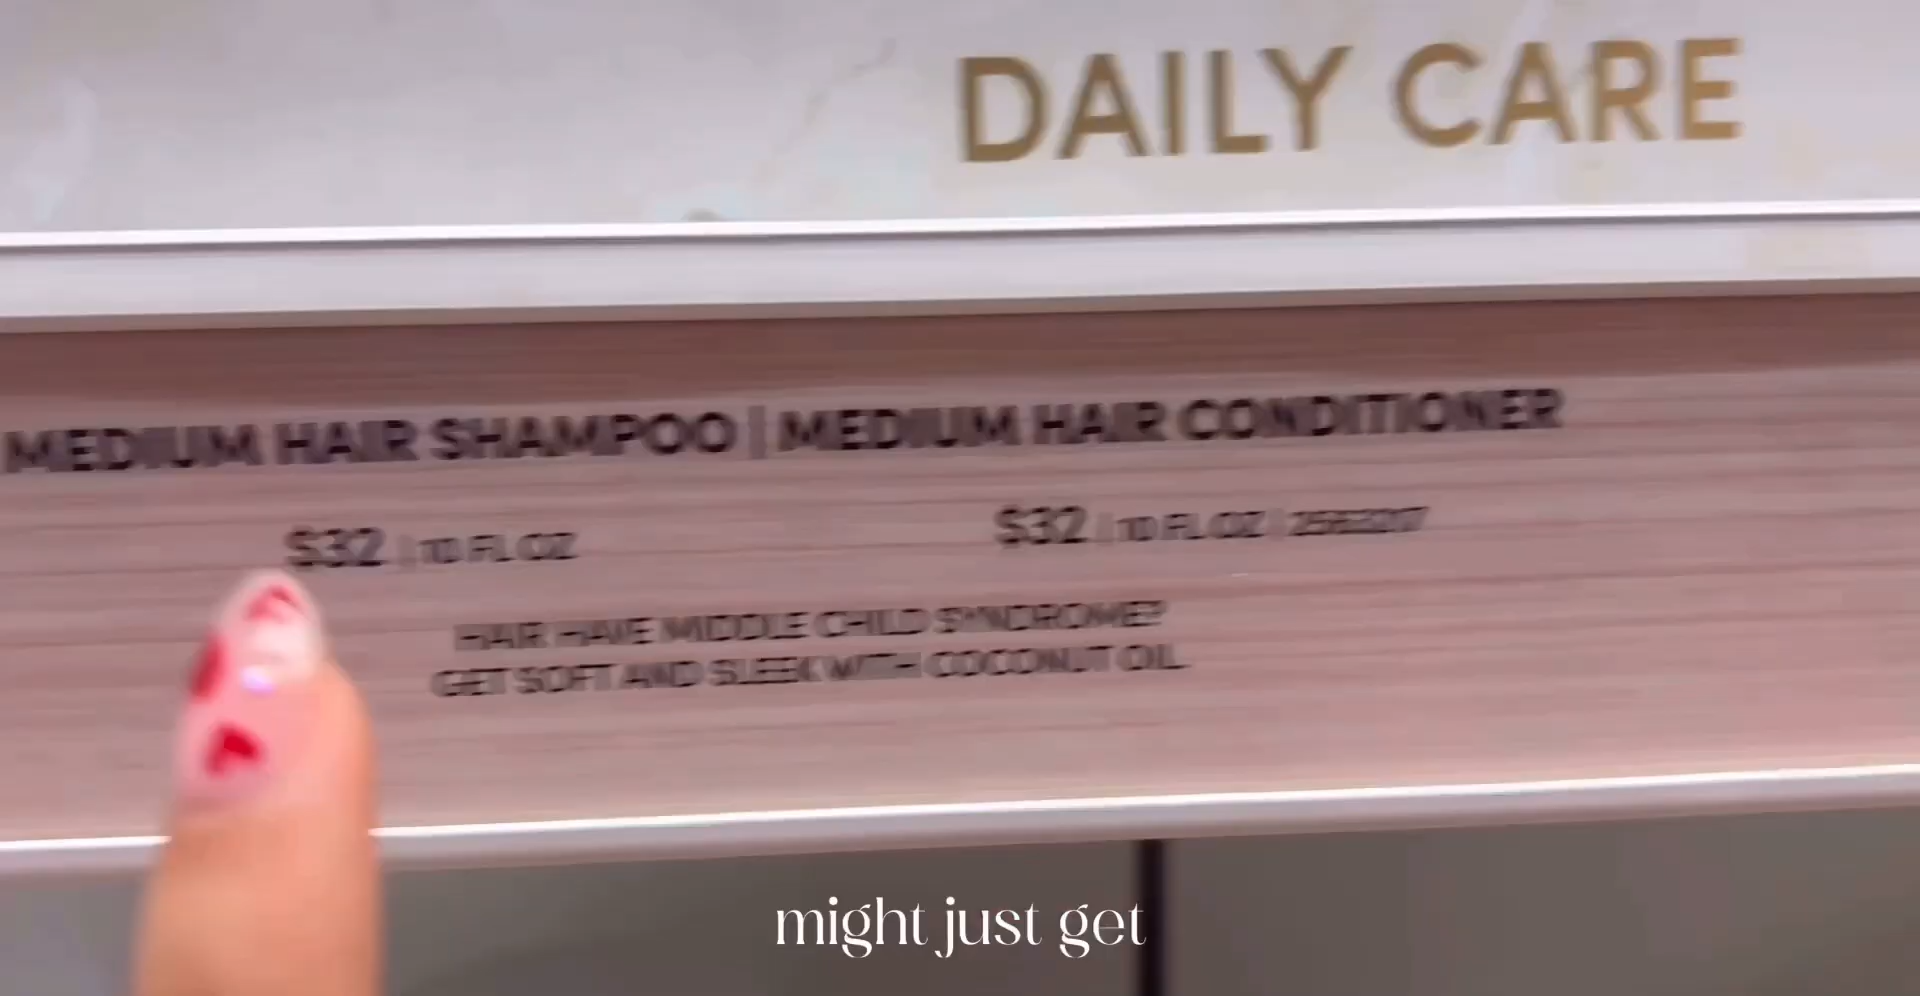 DAILY CARE
MEDIUM HAIR SHAMPOO | MEDIUM HAIR CONDITIONER
$32 | 10 FL OZ
$32 | 10 FL OZ |
HAIR HAVE MIDDLE CHILD SYNDROME?
GET SOFT AND SLEEK WITH COCONUT OIL.
might just get